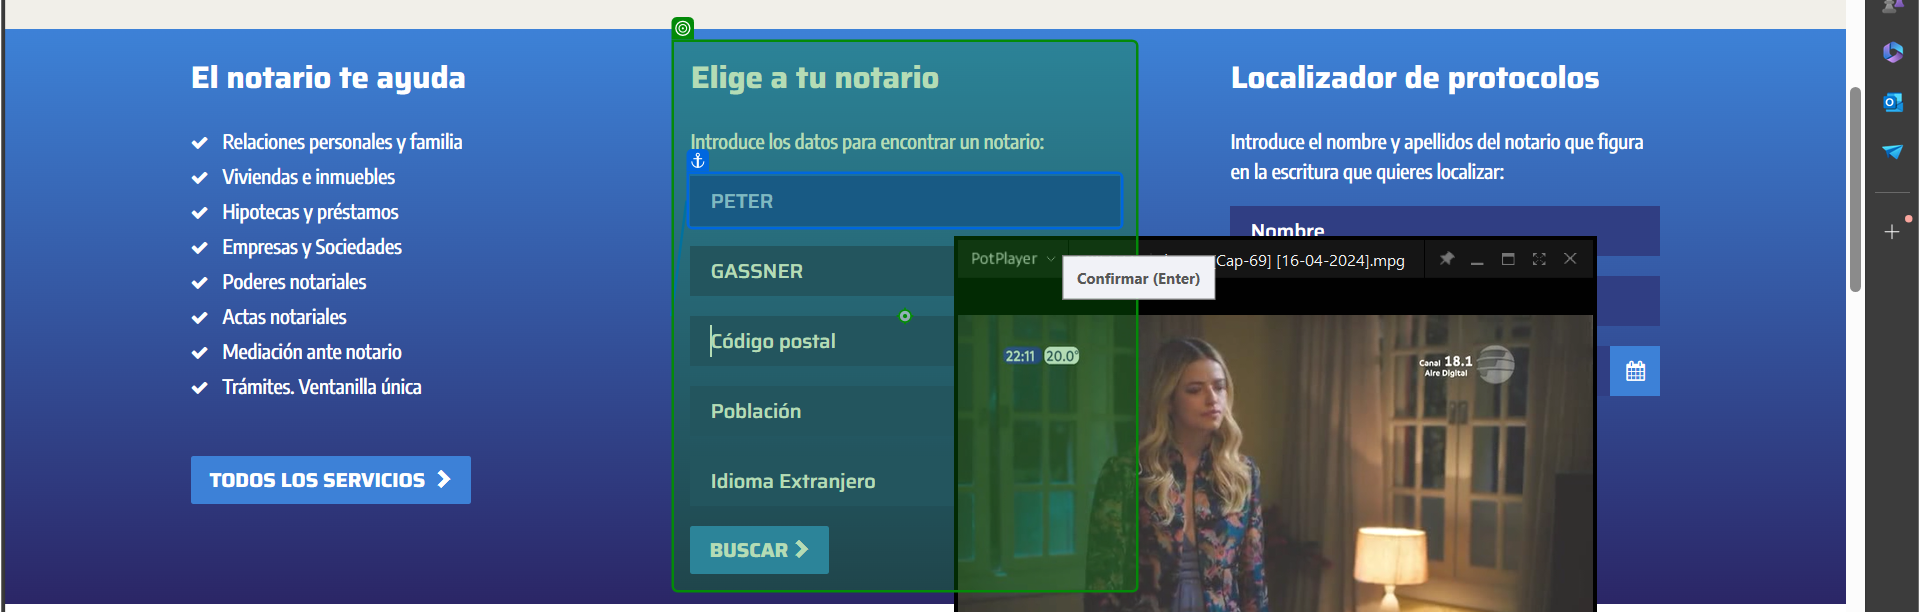 El notario te ayuda
Relaciones personales y familia
Viviendas e inmuebles
Hipotecas y préstamos
Empresas y Sociedades
Poderes notariales
Actas notariales
Mediación ante notario
Trámites. Ventanilla única
TODOS LOS SERVICIOS
Elige a tu notario
Introduce los datos para encontrar un notario:
PETER
GASSNER
Código postal
Población
Idioma Extranjero
BUSCAR
Localizador de protocolos
Introduce el nombre y apellidos del notario que figura
en la escritura que quieres localizar:
Nombre
PotPlayer
[Cap-69] [16-04-2024].mpg
Confirmar (Enter)
22:11 20.0°
Canal 18.1
Aire Digital